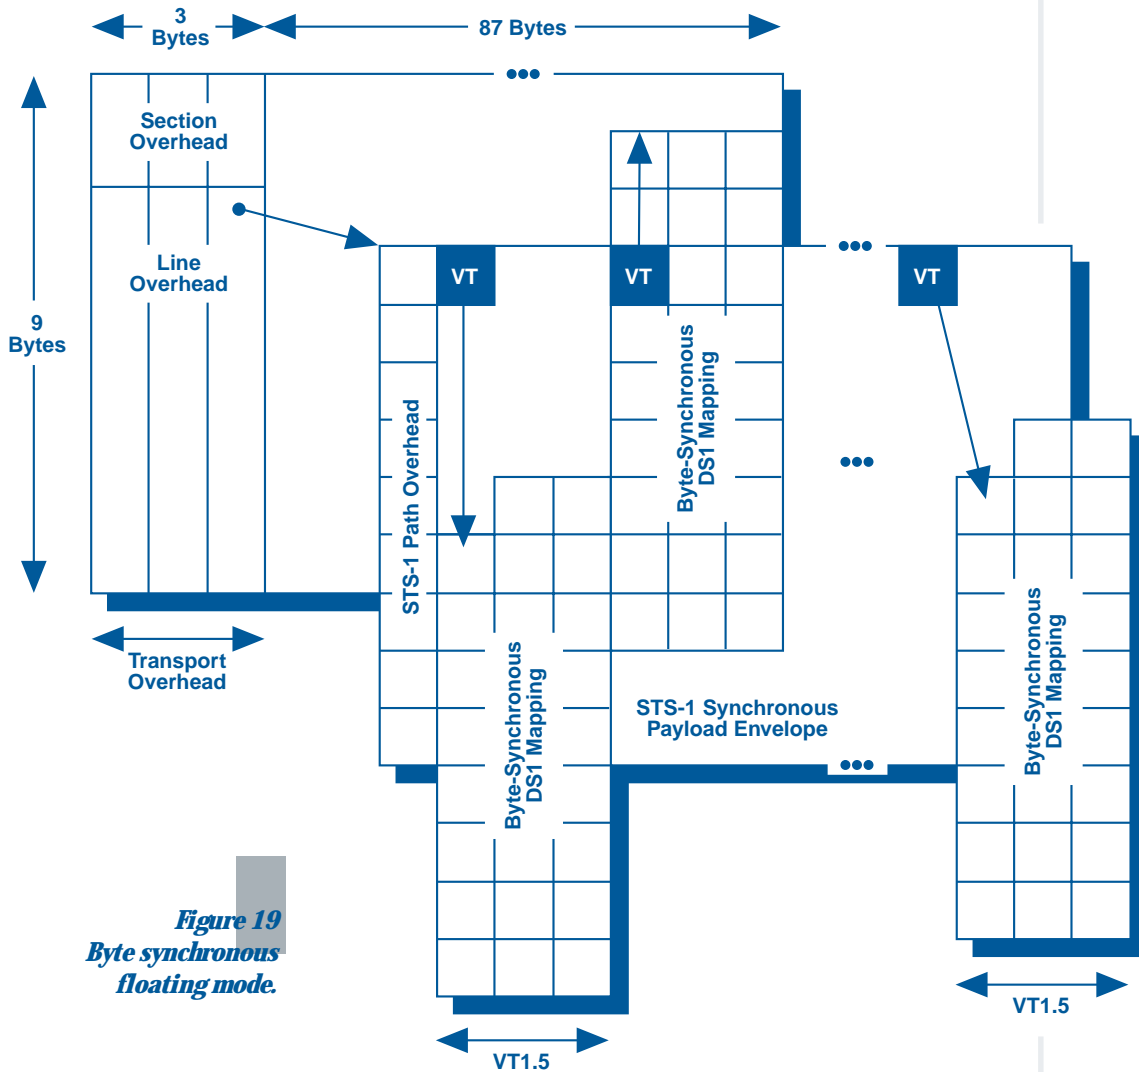 3
Bytes
87 Bytes
Section
Overhead
Line
Overhead
9
Bytes
VT
VT
VT
STS-1 Path Overhead
Byte-Synchronous
DS1 Mapping
Byte-Synchronous
DS1 Mapping
Byte-Synchronous
DS1 Mapping
Transport
Overhead
STS-1 Synchronous
Payload Envelope
Figure 19
Byte synchronous
floating mode.
VT1.5
VT1.5